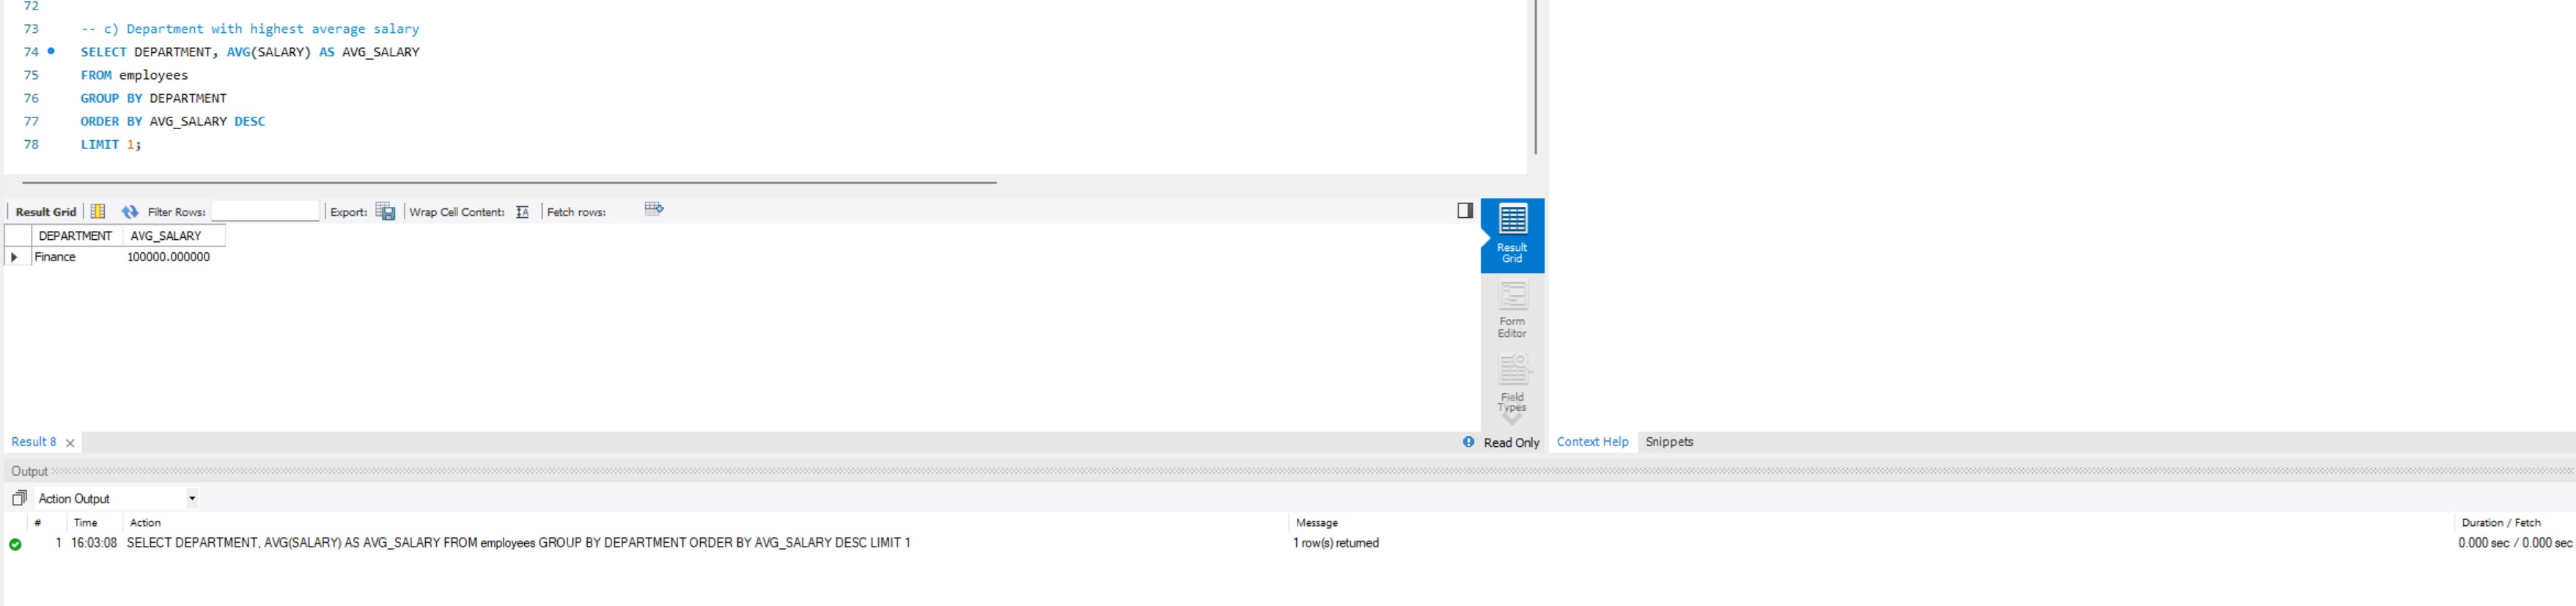 72
73 -- c) Department with highest average salary
74 SELECT DEPARTMENT, AVG(SALARY) AS AVG_SALARY
75 FROM employees
76 GROUP BY DEPARTMENT
77 ORDER BY AVG_SALARY DESC
78 LIMIT 1;
Result Grid Filter Rows: Export: Wrap Cell Content: Fetch rows:
DEPARTMENT AVG_SALARY
Finance 100000.000000
Result
Grid
Form
Editor
Field
Types
Result 8 Read Only Context Help Snippets
Output
Action Output
# Time Action Message Duration / Fetch
1 16:03:08 SELECT DEPARTMENT, AVG(SALARY) AS AVG_SALARY FROM employees GROUP BY DEPARTMENT ORDER BY AVG_SALARY DESC LIMIT 1 1 row(s) returned 0.000 sec / 0.000 sec